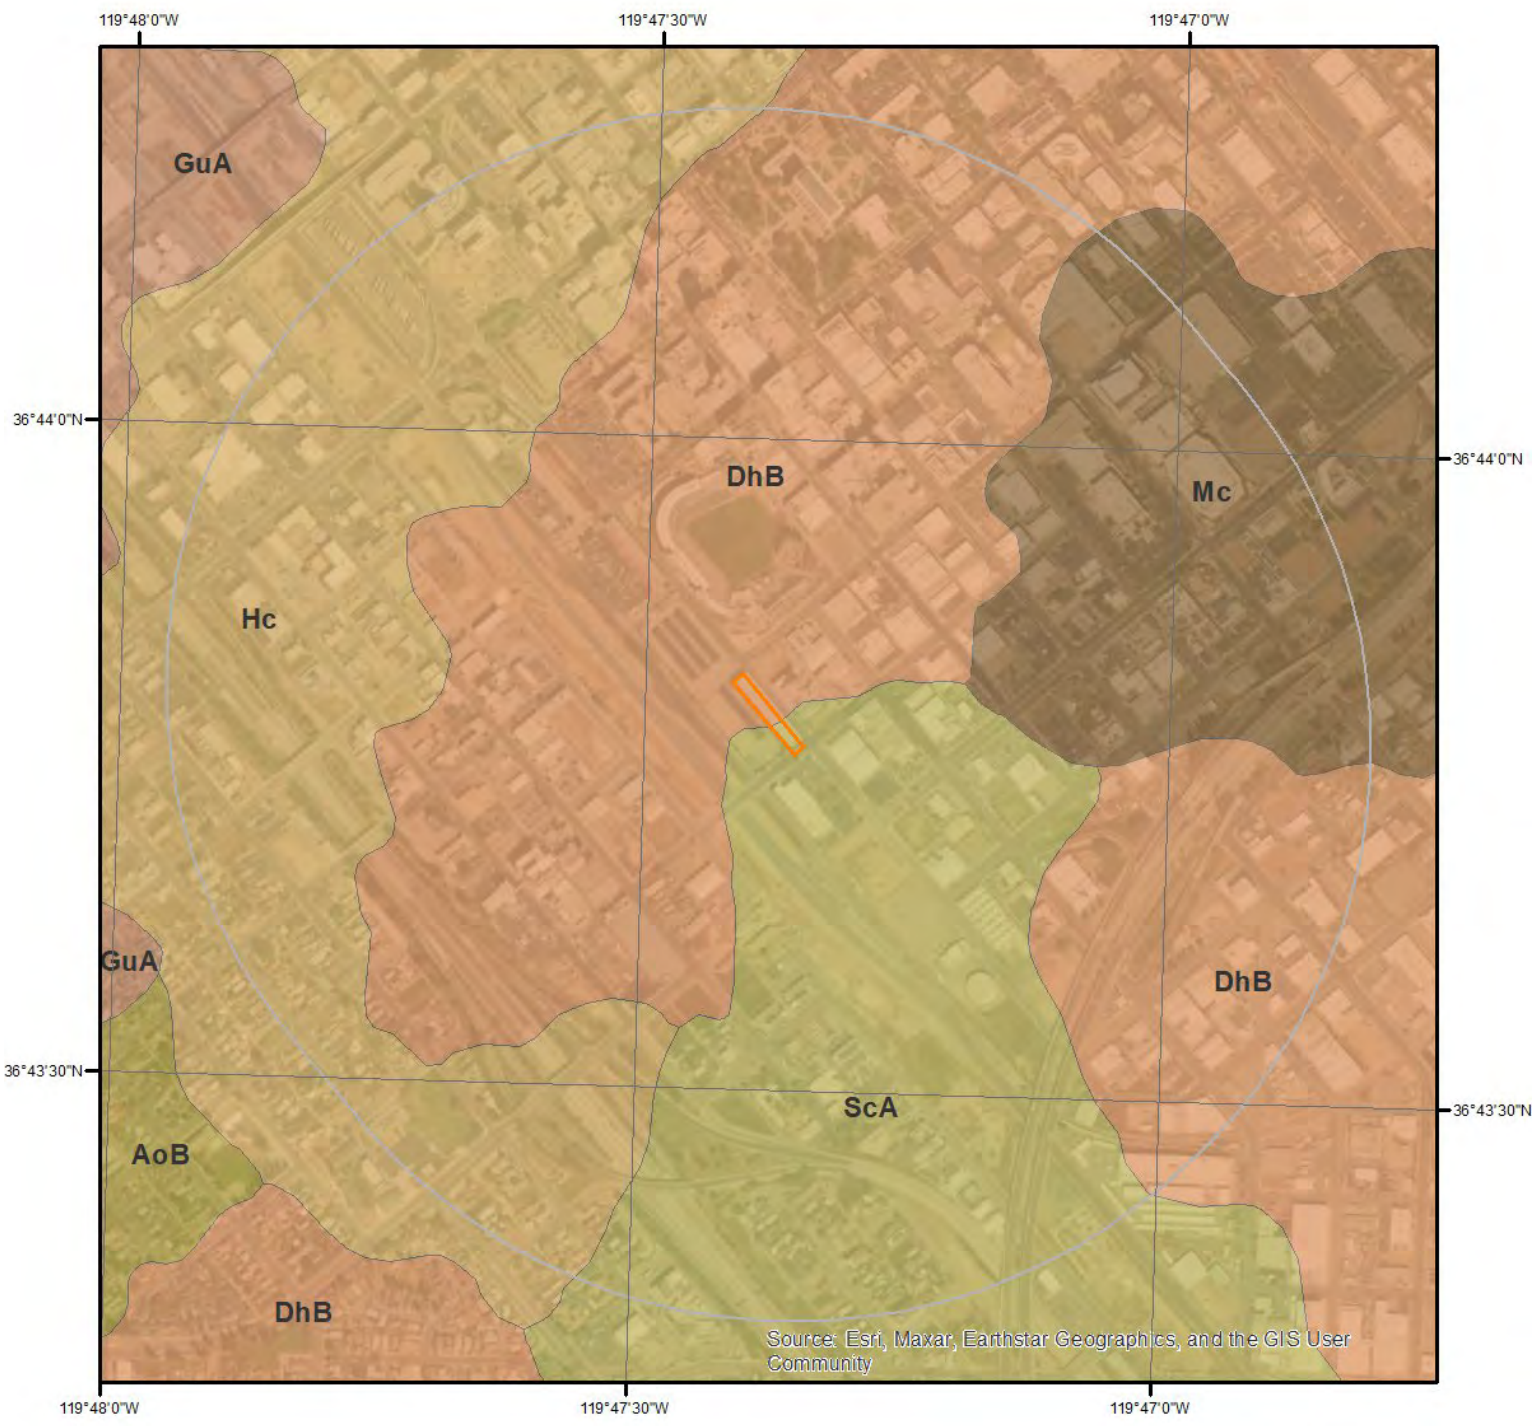 119°48'0"W
119°47'30"W
119°47'0"W
GuA
36°44'0"N
36°44'0"N
DhB
Mc
Hc
GuA
DhB
36°43'30"N
36°43'30"N
ScA
AoB
DhB
Source: Esri, Maxar, Earthstar Geographics, and the GIS User
Community
119°48'0"W
119°47'30"W
119°47'0"W